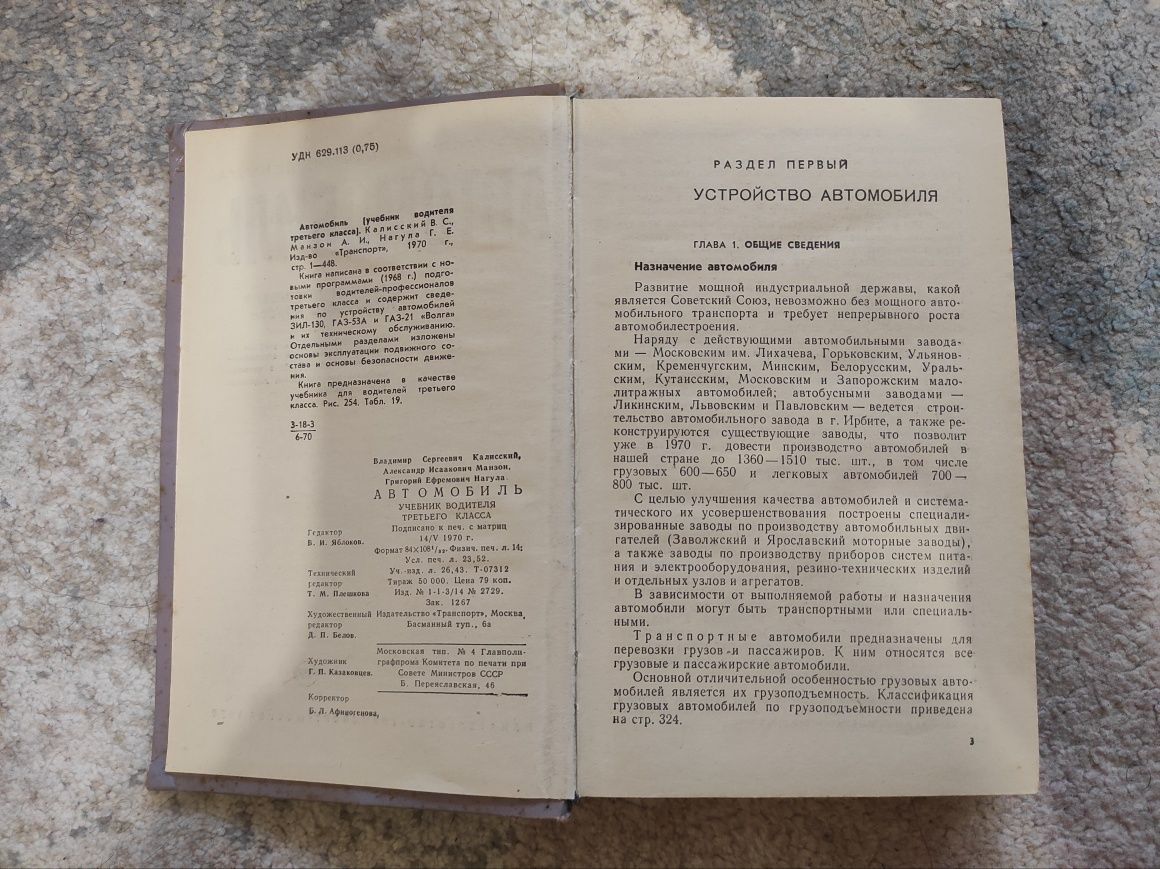 УДК 629.113 (0,75)
Автомобиль (учебник водителя
третьего класса). Калисский В. С.,
Манзон А. И., Нагула Г. Е.
Изд-во «Транспорт», 1970 г.,
стр. 1—448.
Книга написана в соответствии с но-
выми программами (1968 г.) подго-
товки водителей-профессионалов
третьего класса и содержит сведе-
ния по устройству автомобилей
ЗИЛ-130, ГАЗ-53А и ГАЗ-21 «Волга»
и их техническому обслуживанию.
Отдельными разделами изложены
основы эксплуатации подвижного со-
става и основы безопасности движе-
ния.
Книга предназначена в качестве
учебника для водителей третьего
класса. Рис. 254. Табл. 19.
3-18-3
6-70
Владимир Сергеевич Калисский,
Александр Исаакович Манзон,
Григорий Ефремович Нагула.
АВТОМОБИЛЬ
УЧЕБНИК ВОДИТЕЛЯ
ТРЕТЬЕГО КЛАССА
Редактор
В. И. Яблоков.
Технический
редактор
Т. М. Плешкова
Художественный
редактор
Д. П. Белов.
Художник
Г. П. Казаковцев.
Корректор
Б. Л. Афиногенова,
Подписано к печ. с матриц
14/V 1970 г.
Формат 84×108¹/₃₂. Физич. печ. л. 14;
Усл. печ. л. 23,52.
Уч.-изд. л. 26,43. Т-07312
Тираж 50 000. Цена 79 коп.
Изд. № 1-1-3/14 № 2729.
Зак. 1267
Издательство «Транспорт», Москва,
Басманный туп., 6а
Московская тип. № 4 Главполи-
графпрома Комитета по печати при
Совете Министров СССР
Б. Переяславская, 46
РАЗДЕЛ ПЕРВЫЙ
УСТРОЙСТВО АВТОМОБИЛЯ
ГЛАВА 1. ОБЩИЕ СВЕДЕНИЯ
Назначение автомобиля
Развитие мощной индустриальной державы, какой
является Советский Союз, невозможно без мощного авто-
мобильного транспорта и требует непрерывного роста
автомобилестроения.
Наряду с действующими автомобильными завода-
ми — Московским им. Лихачева, Горьковским, Ульянов-
ским, Кременчугским, Минским, Белорусским, Ураль-
ским, Кутаисским, Московским и Запорожским мало-
литражных автомобилей; автобусными заводами —
Ликинским, Львовским и Павловским — ведется строи-
тельство автомобильного завода в г. Ирбите, а также ре-
конструируются существующие заводы, что позволит
уже в 1970 г. довести производство автомобилей в
нашей стране до 1360—1510 тыс. шт., в том числе
грузовых 600—650 и легковых автомобилей 700—
800 тыс. шт.
С целью улучшения качества автомобилей и система-
тического их усовершенствования построены специали-
зированные заводы по производству автомобильных дви-
гателей (Заволжский и Ярославский моторные заводы),
а также заводы по производству приборов систем пита-
ния и электрооборудования, резино-технических изделий
и отдельных узлов и агрегатов.
В зависимости от выполняемой работы и назначения
автомобили могут быть транспортными или специаль-
ными.
Транспортные автомобили предназначены для
перевозки грузов и пассажиров. К ним относятся все
грузовые и пассажирские автомобили.
Основной отличительной особенностью грузовых авто-
мобилей является их грузоподъемность. Классификация
грузовых автомобилей по грузоподъемности приведена
на стр. 324.
3